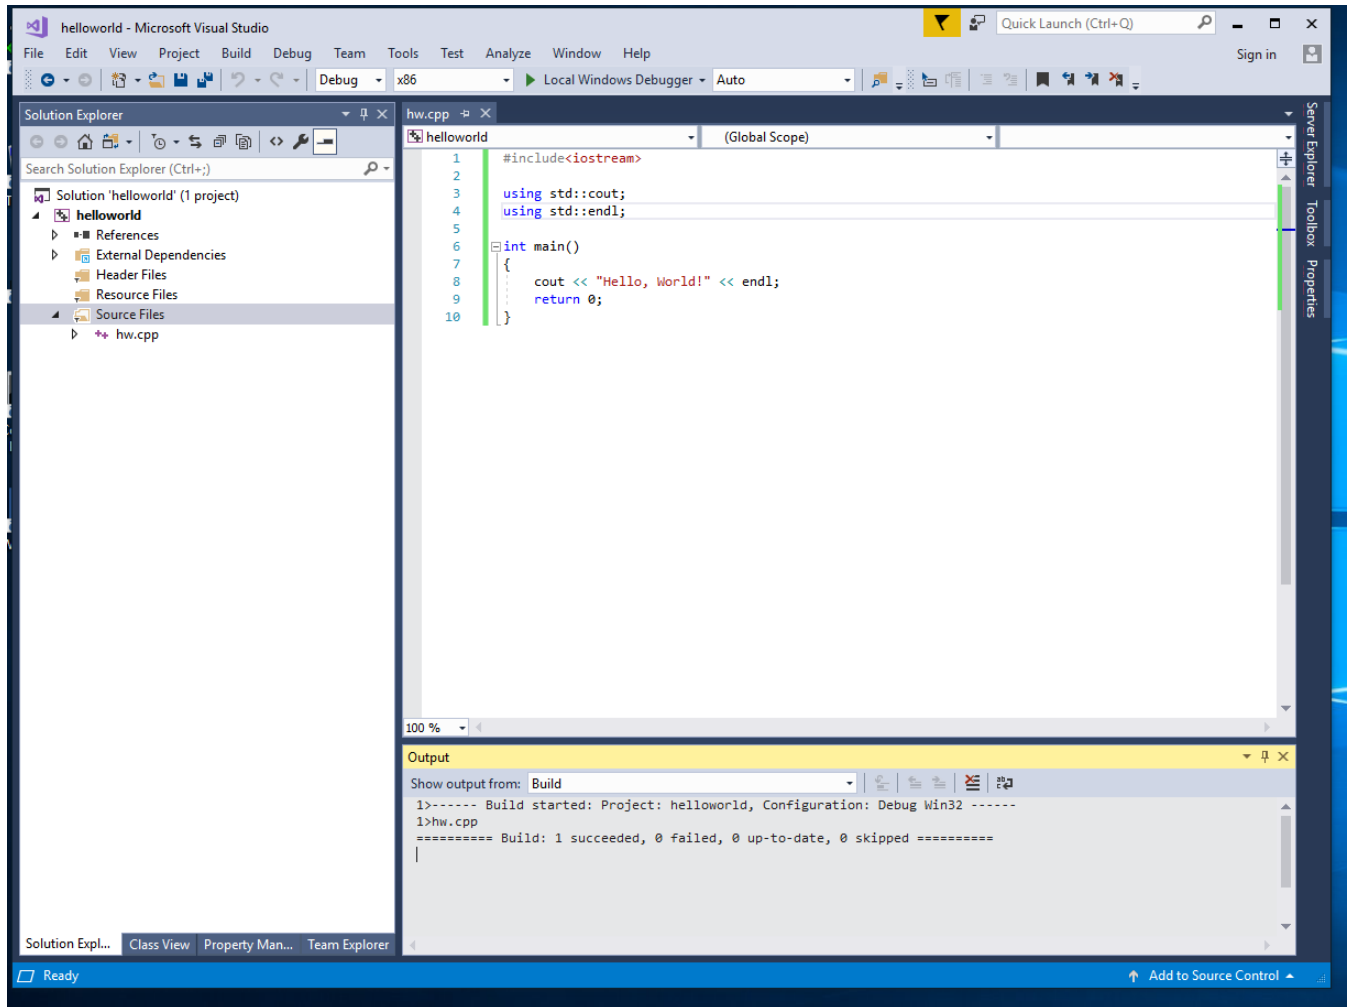 helloworld - Microsoft Visual Studio
Quick Launch (Ctrl+Q)
File Edit View Project Build Debug Team Tools Test Analyze Window Help
Sign in
Debug x86 Local Windows Debugger Auto
Solution Explorer
Search Solution Explorer (Ctrl+;)
Solution 'helloworld' (1 project)
helloworld
References
External Dependencies
Header Files
Resource Files
Source Files
hw.cpp
Solution Expl... Class View Property Man... Team Explorer
hw.cpp
helloworld (Global Scope)
1 #include<iostream>
2
3 using std::cout;
4 using std::endl;
5
6 int main()
7 {
8 cout << "Hello, World!" << endl;
9 return 0;
10 }
100 %
Output
Show output from: Build
1>------ Build started: Project: helloworld, Configuration: Debug Win32 ------
1>hw.cpp
========== Build: 1 succeeded, 0 failed, 0 up-to-date, 0 skipped ==========
Server Explorer
Toolbox
Properties
Ready
Add to Source Control